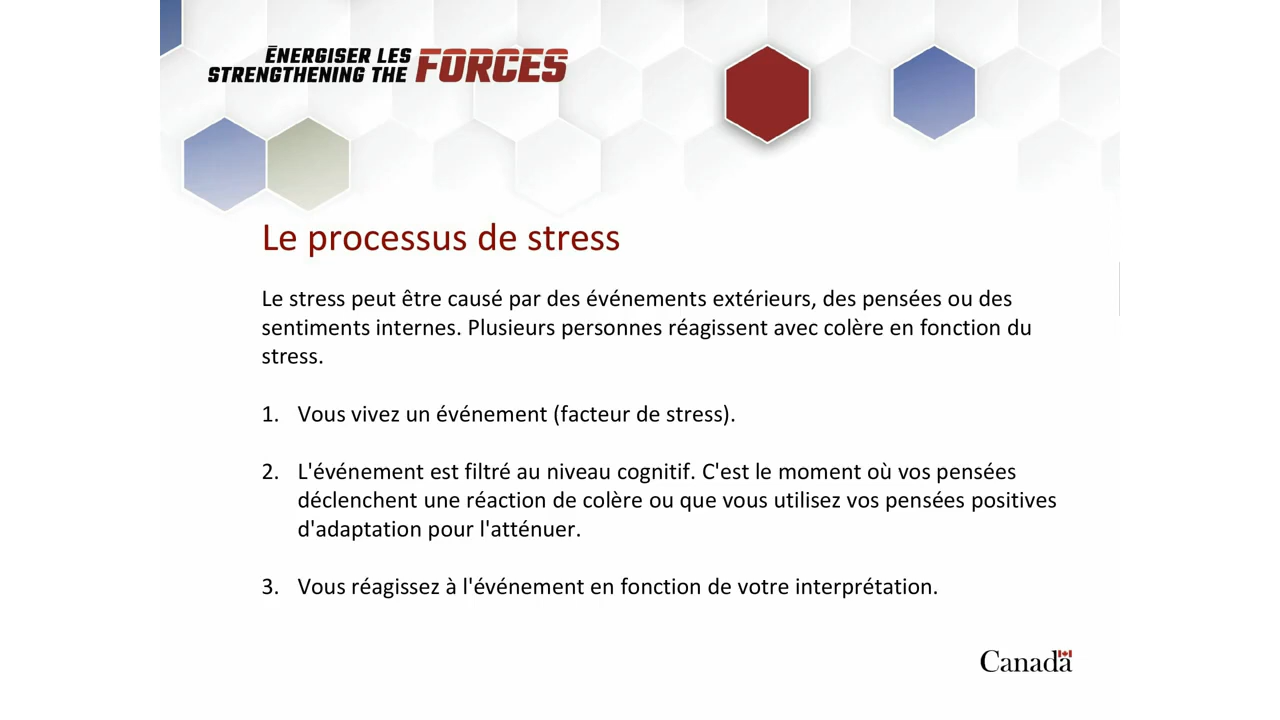 ÉNERGISER LES
STRENGTHENING THE FORCES
Le processus de stress
Le stress peut être causé par des événements extérieurs, des pensées ou des
sentiments internes. Plusieurs personnes réagissent avec colère en fonction du
stress.
1. Vous vivez un événement (facteur de stress).
2. L'événement est filtré au niveau cognitif. C'est le moment où vos pensées
déclenchent une réaction de colère ou que vous utilisez vos pensées positives
d'adaptation pour l'atténuer.
3. Vous réagissez à l'événement en fonction de votre interprétation.
Canada